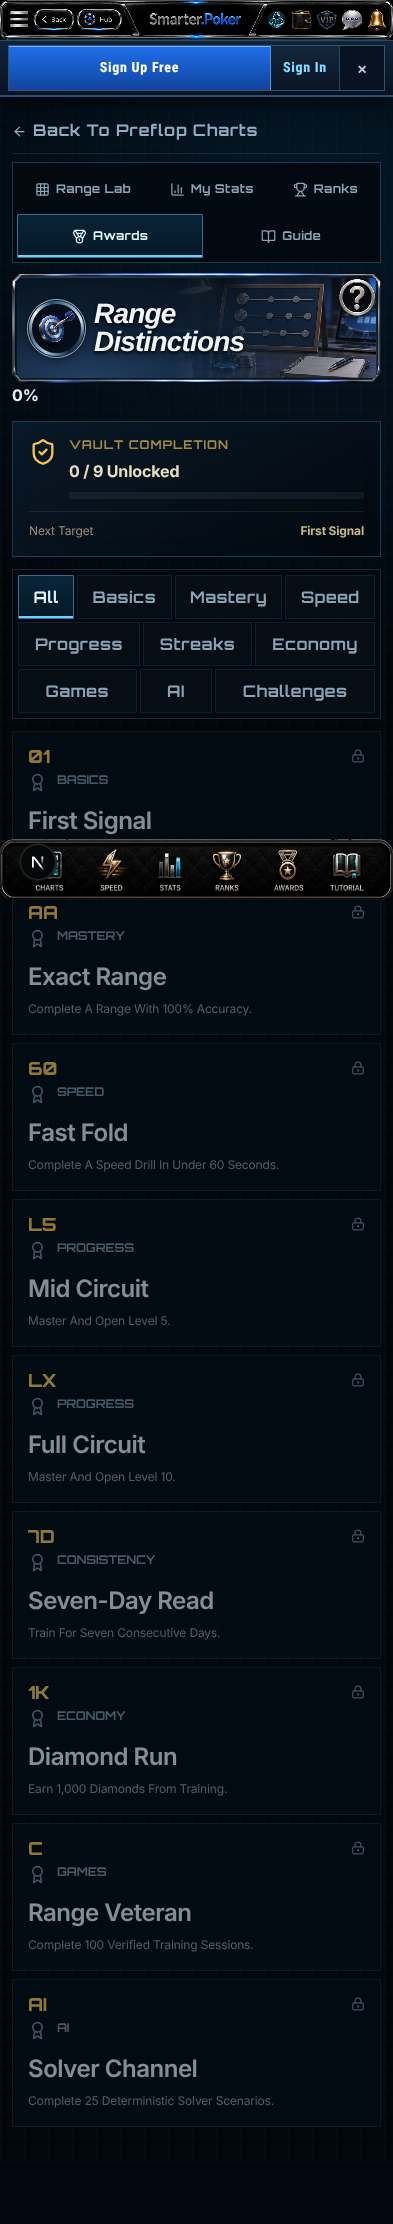 Back
Hub
Smarter.Poker
VIP
Sign Up Free
Sign In
×
← Back To Preflop Charts
Range Lab
My Stats
Ranks
Awards
Guide
Range
Distinctions
?
0%
VAULT COMPLETION
0 / 9 Unlocked
Next Target
First Signal
All
Basics
Mastery
Speed
Progress
Streaks
Economy
Games
AI
Challenges
01
BASICS
First Signal
N
CHARTS
SPEED
STATS
RANKS
AWARDS
TUTORIAL
AA
MASTERY
Exact Range
Complete A Range With 100% Accuracy.
60
SPEED
Fast Fold
Complete A Speed Drill In Under 60 Seconds.
L5
PROGRESS
Mid Circuit
Master And Open Level 5.
LX
PROGRESS
Full Circuit
Master And Open Level 10.
7D
CONSISTENCY
Seven-Day Read
Train For Seven Consecutive Days.
1K
ECONOMY
Diamond Run
Earn 1,000 Diamonds From Training.
C
GAMES
Range Veteran
Complete 100 Verified Training Sessions.
AI
AI
Solver Channel
Complete 25 Deterministic Solver Scenarios.